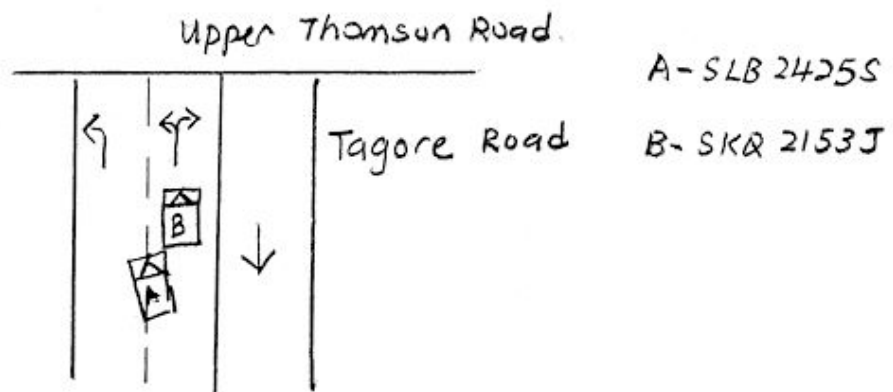 Upper Thomsun Road.
A - SLB 2425S
Tagore Road
B - SKQ 2153J
B
A